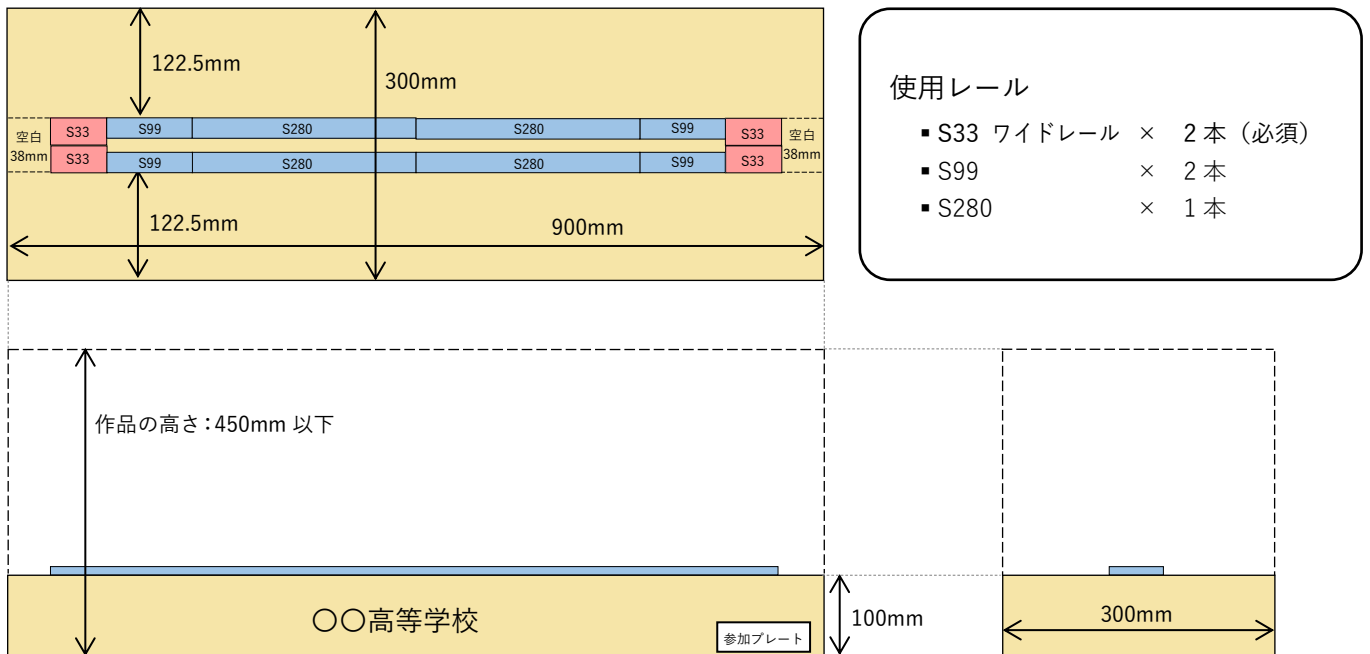 122.5mm
300mm
空白
38mm
S33
S99
S280
S280
S99
S33
空白
38mm
S33
S99
S280
S280
S99
S33
122.5mm
900mm
使用レール
▪ S33 ワイドレール × 2 本（必須）
▪ S99 × 2 本
▪ S280 × 1 本
作品の高さ：450mm 以下
〇〇高等学校
参加プレート
100mm
300mm